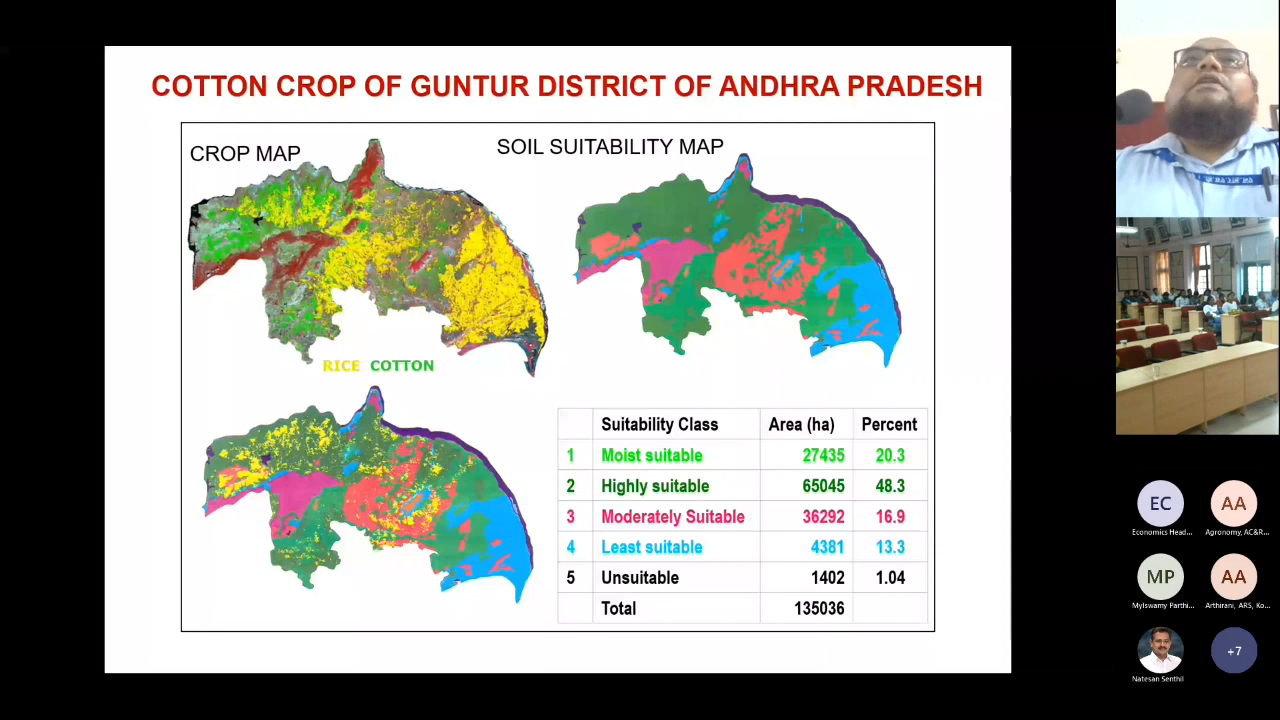 COTTON CROP OF GUNTUR DISTRICT OF ANDHRA PRADESH
CROP MAP
SOIL SUITABILITY MAP
RICE COTTON
Suitability Class Area (ha) Percent
1 Moist suitable 27435 20.3
2 Highly suitable 65045 48.3
3 Moderately Suitable 36292 16.9
4 Least suitable 4381 13.3
5 Unsuitable 1402 1.04
Total 135036
EC AA
Economics Head... Agronomy, AC&R...
MP AA
Mylswamy Parthi... Arthirani, ARS, Ko...
+7
Natesan Senthil